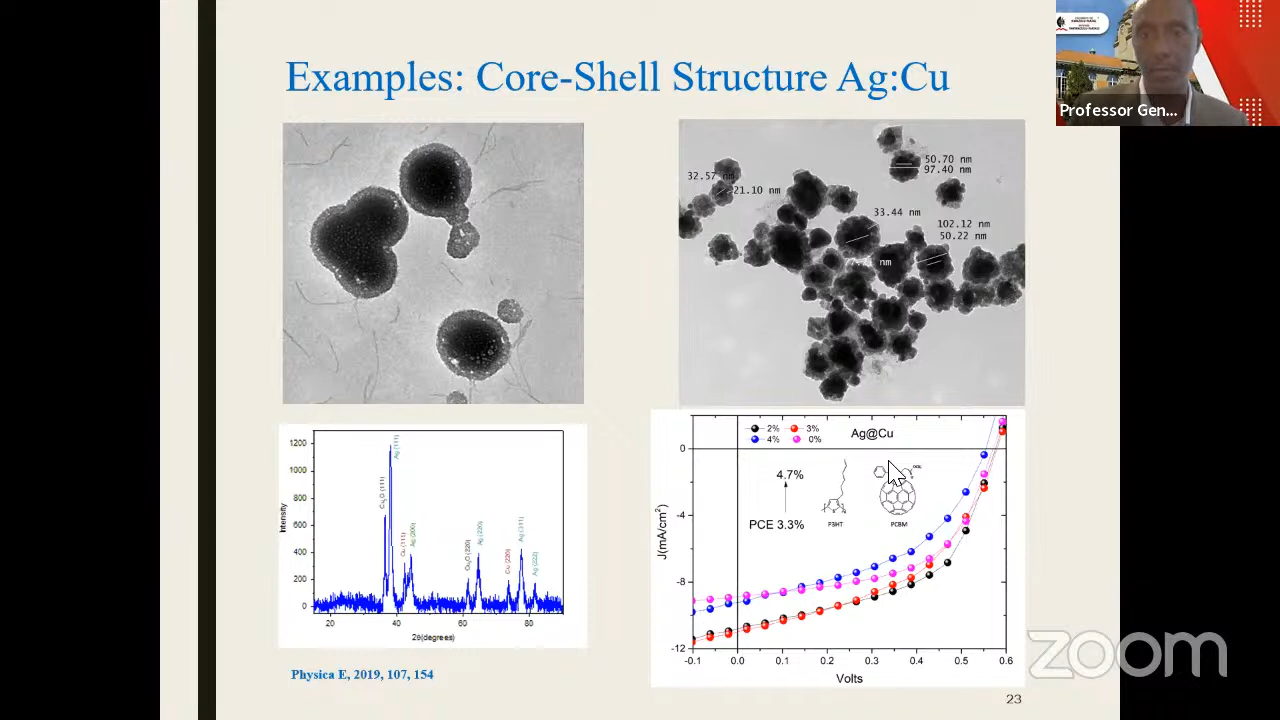 Examples: Core-Shell Structure Ag:Cu
Professor Gen...
32.57 nm
21.10 nm
50.70 nm
97.40 nm
33.44 nm
102.12 nm
50.22 nm
nm
1200
1000
800
600
400
200
0
Intensity
20
40
60
80
2θ(degrees)
Cu2O (111)
Ag (111)
Cu (111)
Ag (200)
Cu2O (220)
Ag (220)
Cu (220)
Ag (311)
Ag (222)
2%
3%
4%
0%
Ag@Cu
4.7%
PCE 3.3%
P3HT
PCBM
0
-4
-8
-12
J(mA/cm2)
-0.1
0.0
0.1
0.2
0.3
0.4
0.5
0.6
Volts
Physica E, 2019, 107, 154
23
zoom